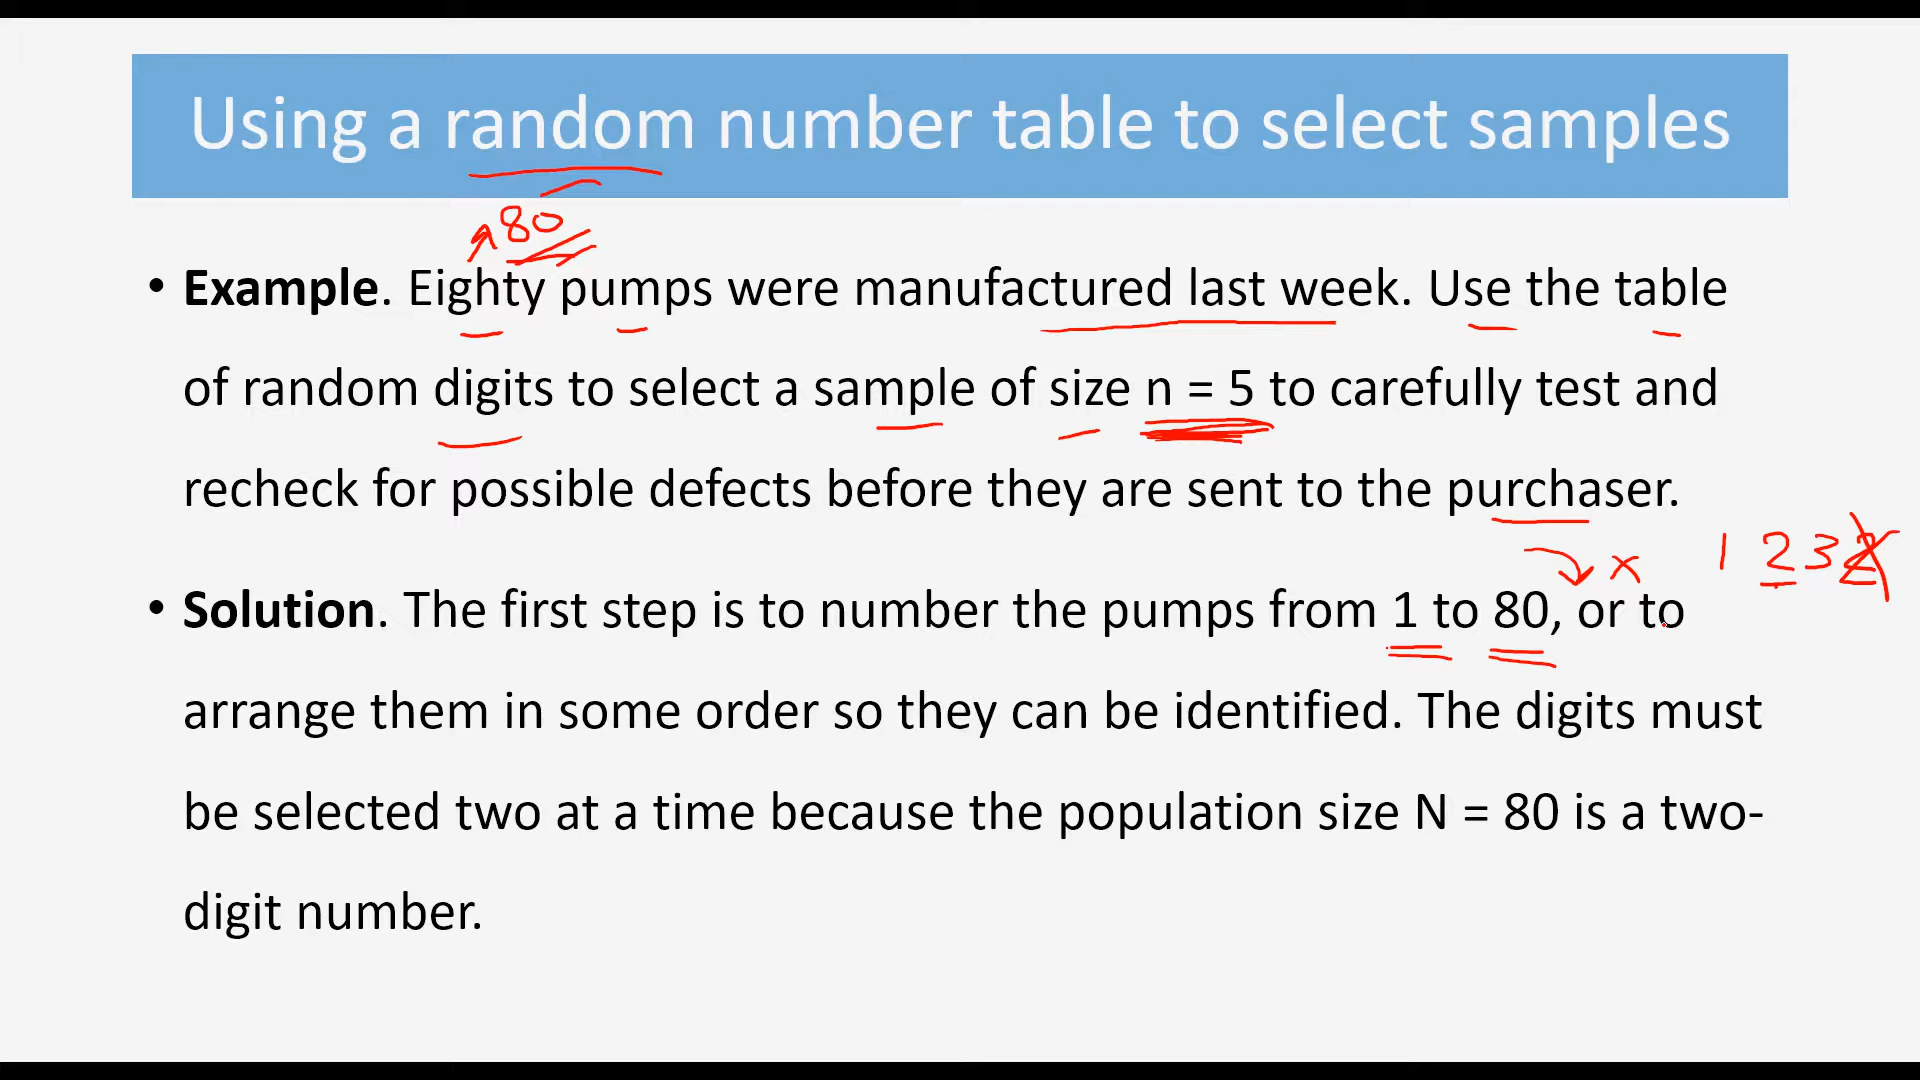 Using a random number table to select samples
80
• Example. Eighty pumps were manufactured last week. Use the table
of random digits to select a sample of size n = 5 to carefully test and
recheck for possible defects before they are sent to the purchaser.
x 1 2 3 2
• Solution. The first step is to number the pumps from 1 to 80, or to
arrange them in some order so they can be identified. The digits must
be selected two at a time because the population size N = 80 is a two-
digit number.